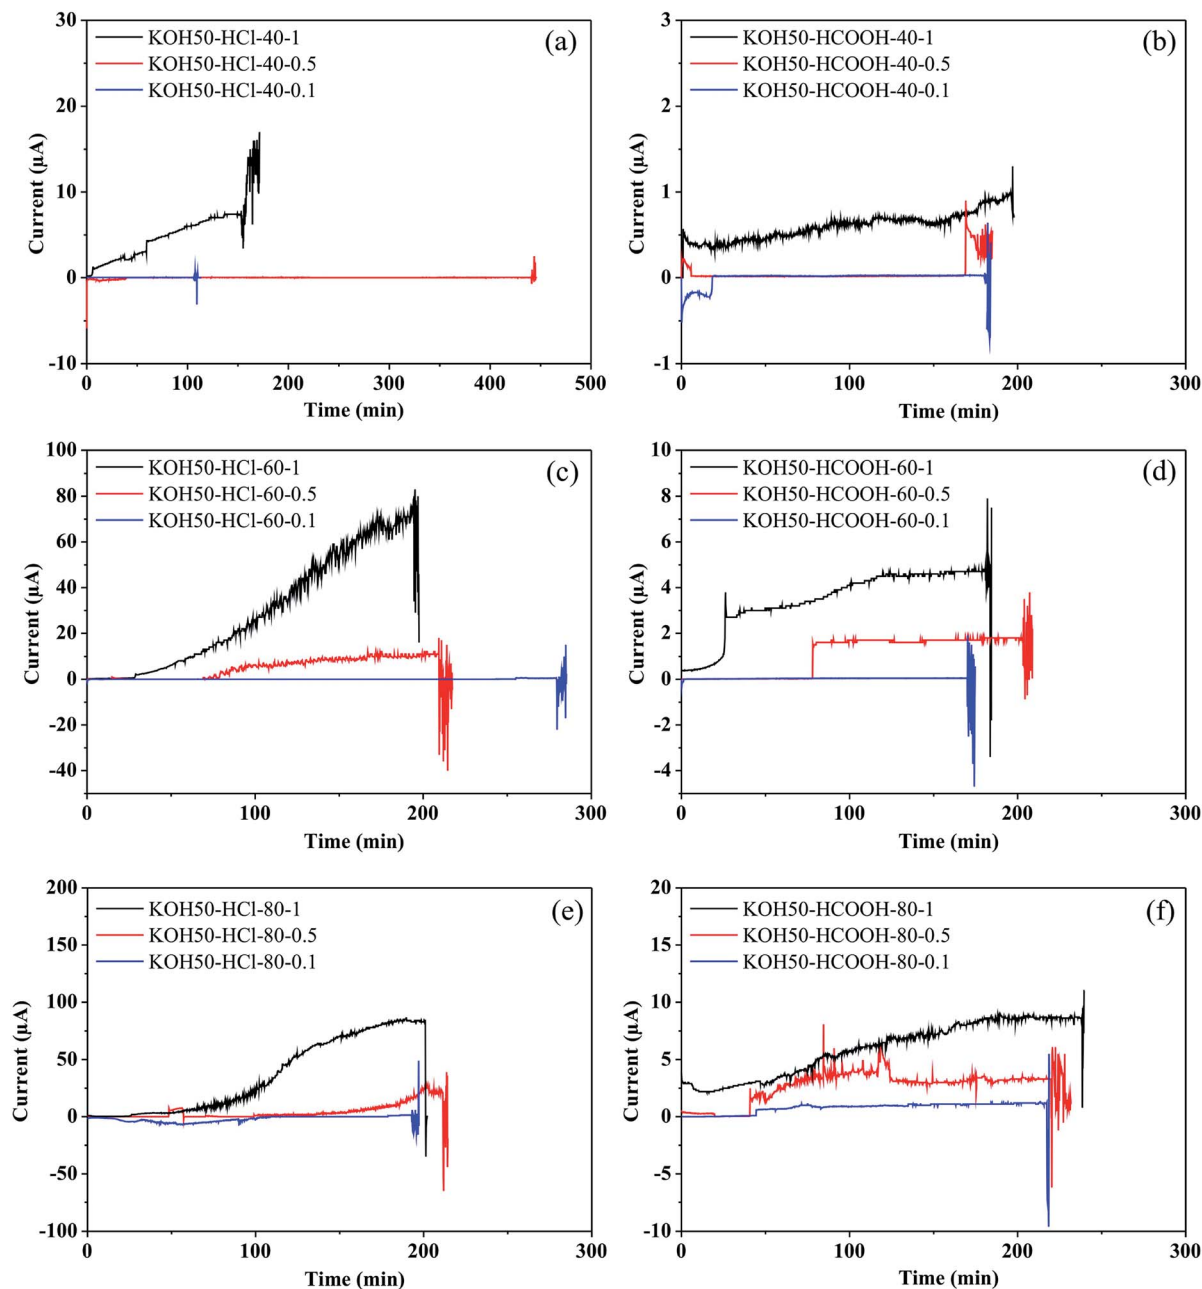 30
20
10
0
-10
Current (µA)
KOH50-HCl-40-1
KOH50-HCl-40-0.5
KOH50-HCl-40-0.1
(a)
0 100 200 300 400 500
Time (min)
4
3
2
1
0
-1
Current (µA)
KOH50-HCOOH-40-1
KOH50-HCOOH-40-0.5
KOH50-HCOOH-40-0.1
(b)
0 100 200 300
Time (min)
100
80
60
40
20
0
-20
-40
Current (µA)
KOH50-HCl-60-1
KOH50-HCl-60-0.5
KOH50-HCl-60-0.1
(c)
0 100 200 300
Time (min)
10
8
6
4
2
0
-2
-4
Current (µA)
KOH50-HCOOH-60-1
KOH50-HCOOH-60-0.5
KOH50-HCOOH-60-0.1
(d)
0 100 200 300
Time (min)
200
150
100
50
0
-50
-100
Current (µA)
KOH50-HCl-80-1
KOH50-HCl-80-0.5
KOH50-HCl-80-0.1
(e)
0 100 200 300
Time (min)
20
15
10
5
0
-5
-10
Current (µA)
KOH50-HCOOH-80-1
KOH50-HCOOH-80-0.5
KOH50-HCOOH-80-0.1
(f)
0 100 200 300
Time (min)